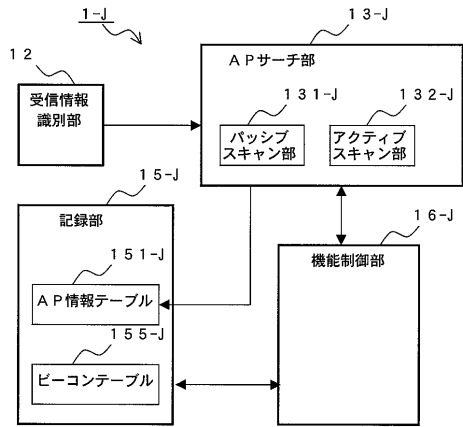 1-J
12
13-J
受信情報
識別部
APサーチ部
131-J
132-J
パッシブ
スキャン部
アクティブ
スキャン部
15-J
16-J
記録部
機能制御部
151-J
AP情報テーブル
155-J
ビーコンテーブル